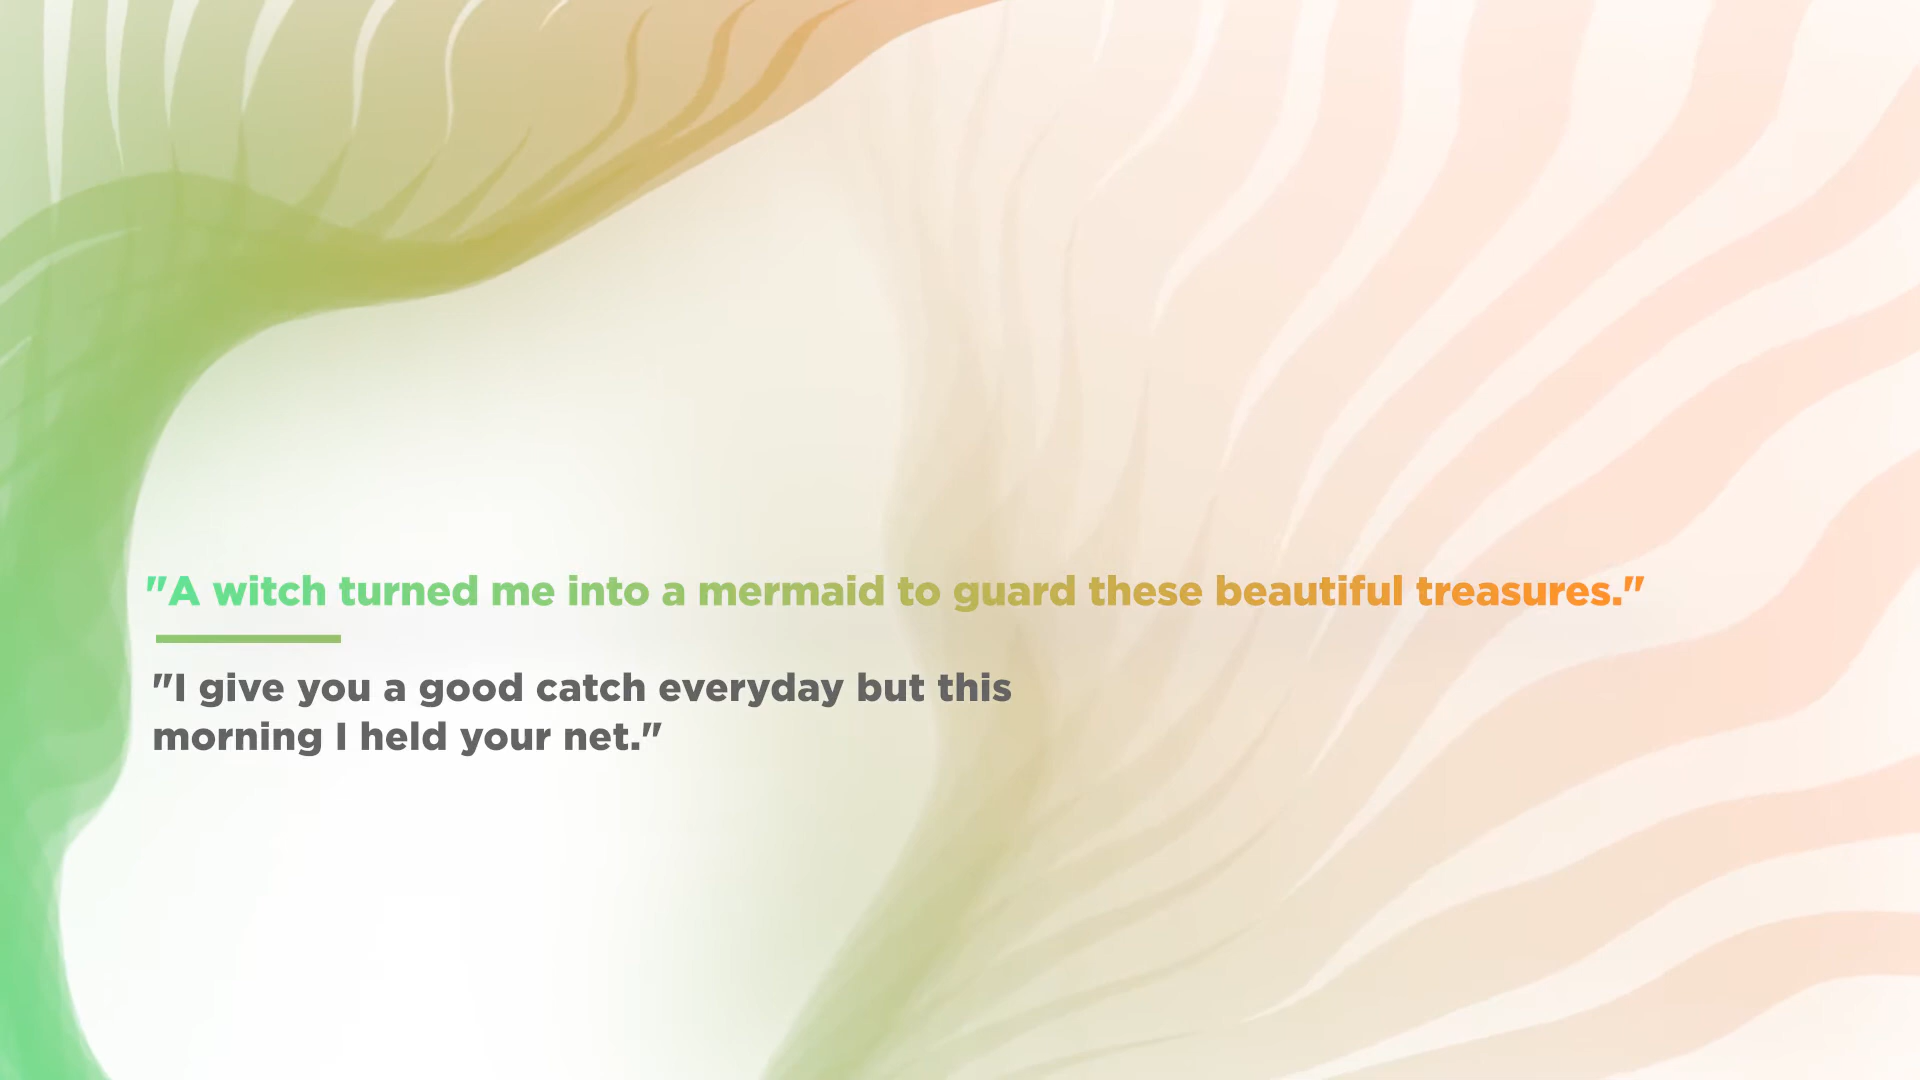 "A witch turned me into a mermaid to guard these beautiful treasures."
"I give you a good catch everyday but this
morning I held your net."